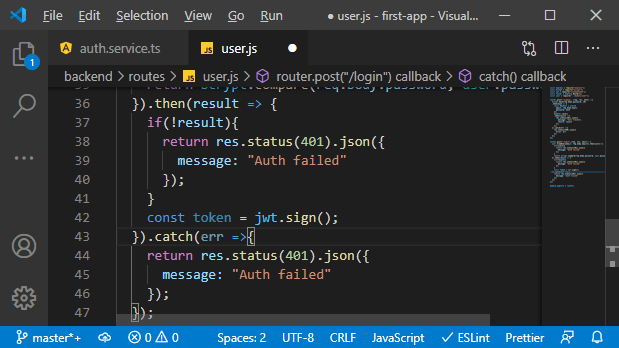 File Edit Selection View Go Run ● user.js - first-app - Visual...
auth.service.ts JS user.js ●
backend > routes > JS user.js > router.post("/login") callback > catch() callback
36 }).then(result => {
37 if(!result){
38 return res.status(401).json({
39 message: "Auth failed"
40 });
41 }
42 const token = jwt.sign();
43 }).catch(err =>{
44 return res.status(401).json({
45 message: "Auth failed"
46 });
47 });
1
master*+ 0 0 Spaces: 2 UTF-8 CRLF JavaScript ✓ ESLint Prettier